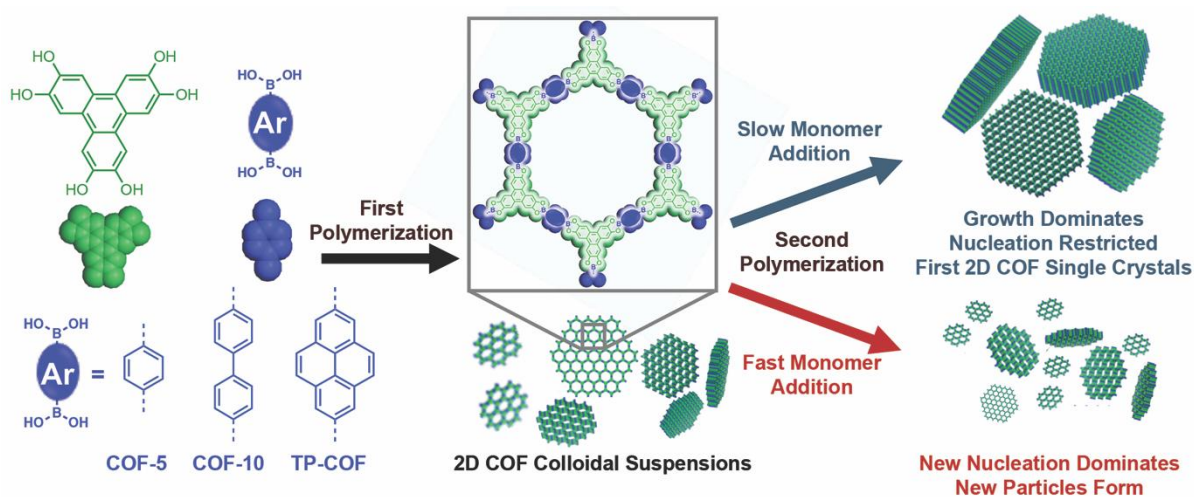 OH
HO
OH
HO
OH
OH
HO
OH
B
Ar
B
HO
OH
First
Polymerization
Slow Monomer
Addition
Second
Polymerization
Fast Monomer
Addition
Growth Dominates
Nucleation Restricted
First 2D COF Single Crystals
HO
OH
B
Ar
=
B
HO
OH
COF-5
COF-10
TP-COF
2D COF Colloidal Suspensions
New Nucleation Dominates
New Particles Form